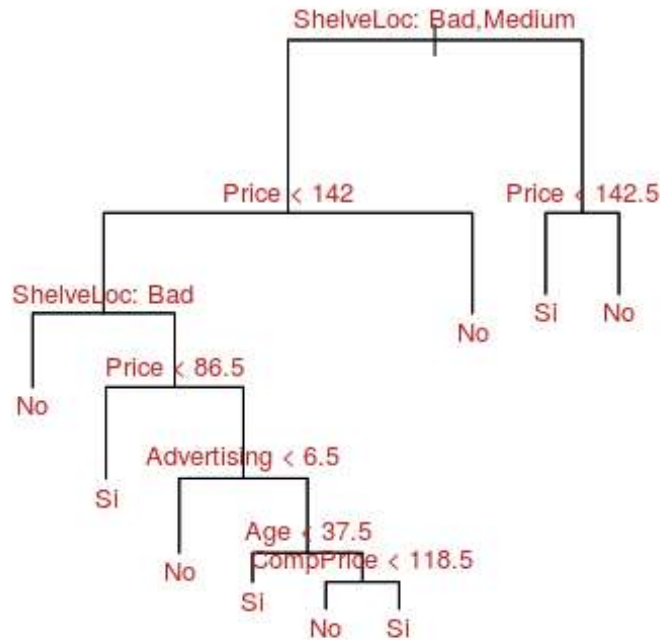 ShelveLoc: Bad,Medium
Price < 142
Price < 142.5
ShelveLoc: Bad
Si
No
No
Price < 86.5
No
Advertising < 6.5
Si
Age < 37.5
CompPrice < 118.5
No
Si
No
Si